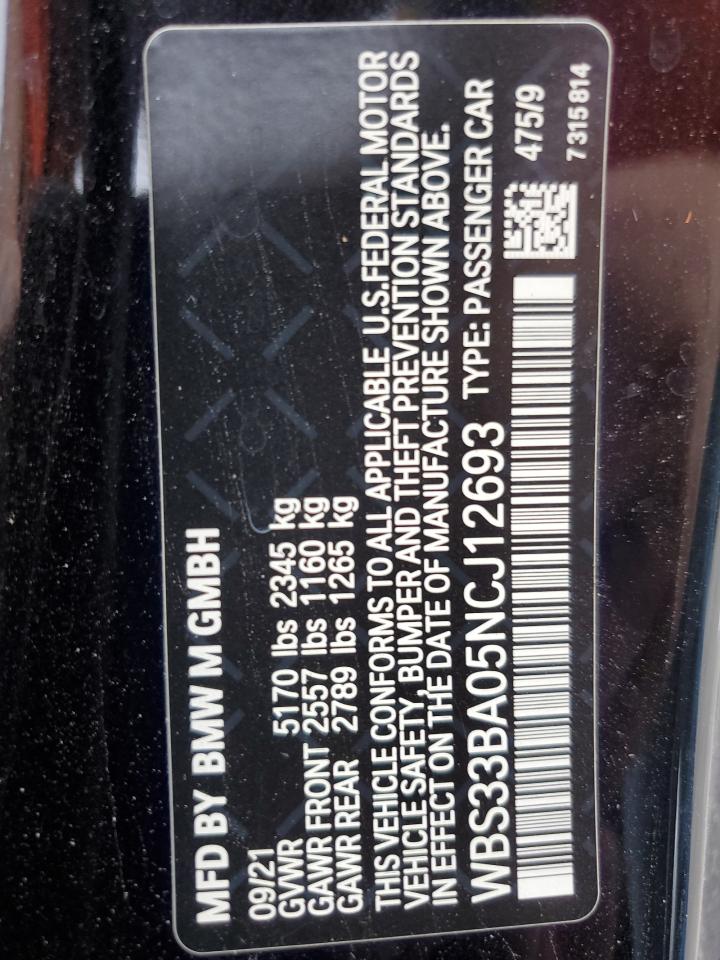 MFD BY BMW M GMBH
09/21
GVWR 5170 lbs 2345 kg
GAWR FRONT 2557 lbs 1160 kg
GAWR REAR 2789 lbs 1265 kg
THIS VEHICLE CONFORMS TO ALL APPLICABLE U.S.FEDERAL MOTOR
VEHICLE SAFETY, BUMPER AND THEFT PREVENTION STANDARDS
IN EFFECT ON THE DATE OF MANUFACTURE SHOWN ABOVE.
WBS33BA05NCJ12693 TYPE: PASSENGER CAR
475/9
7315814